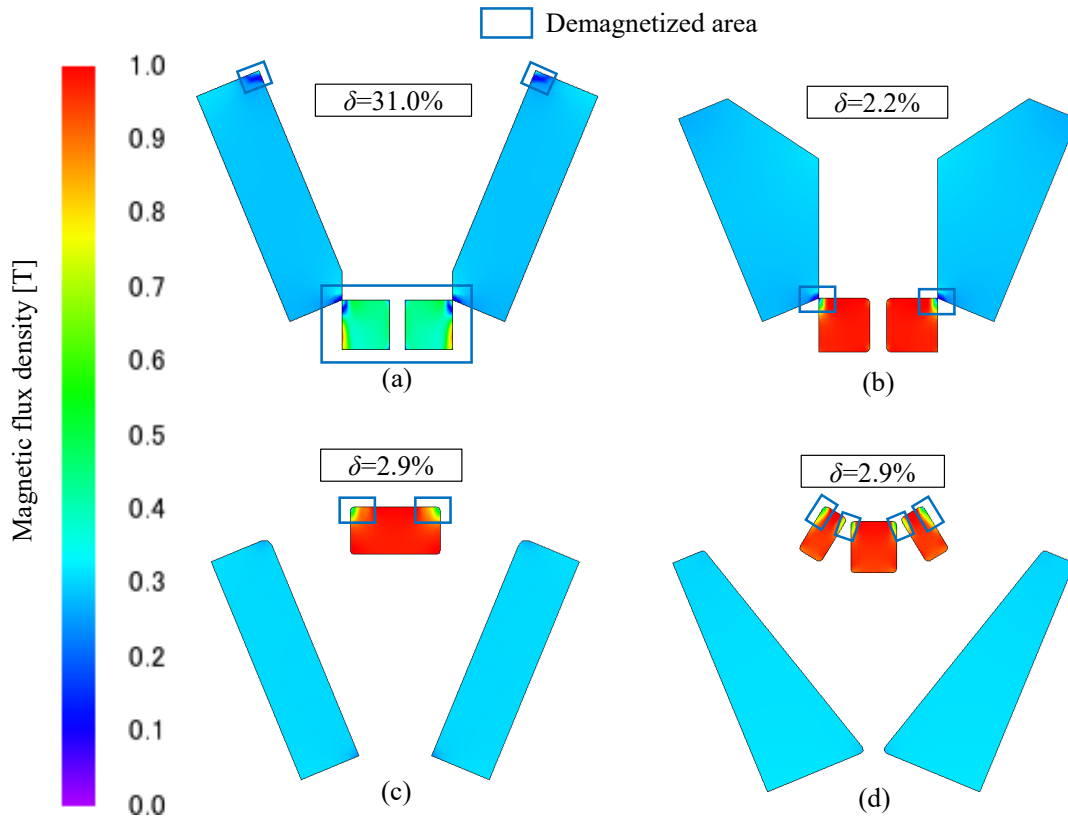 Demagnetized area
Magnetic flux density [T]
1.0
0.9
0.8
0.7
0.6
0.5
0.4
0.3
0.2
0.1
0.0
δ=31.0%
(a)
δ=2.2%
(b)
δ=2.9%
(c)
δ=2.9%
(d)